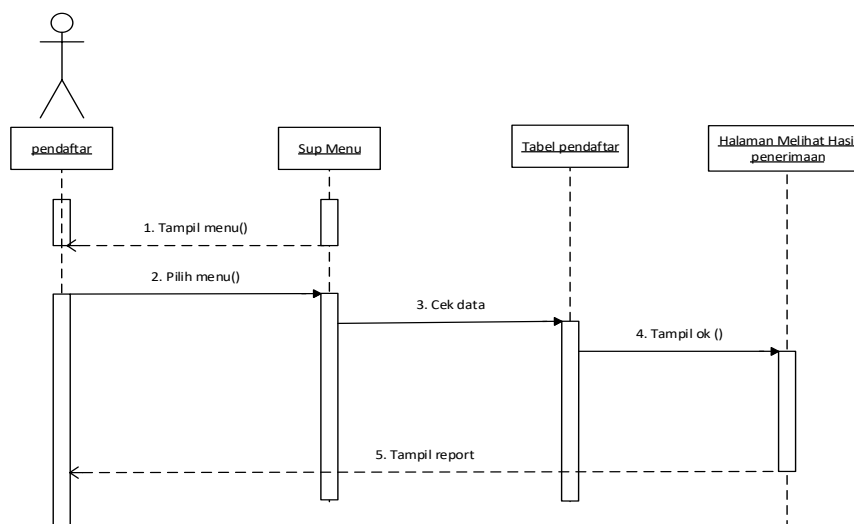 pendaftar
Sup Menu
Tabel pendaftar
Halaman Melihat Hasi
penerimaan
1. Tampil menu()
2. Pilih menu()
3. Cek data
4. Tampil ok ()
5. Tampil report